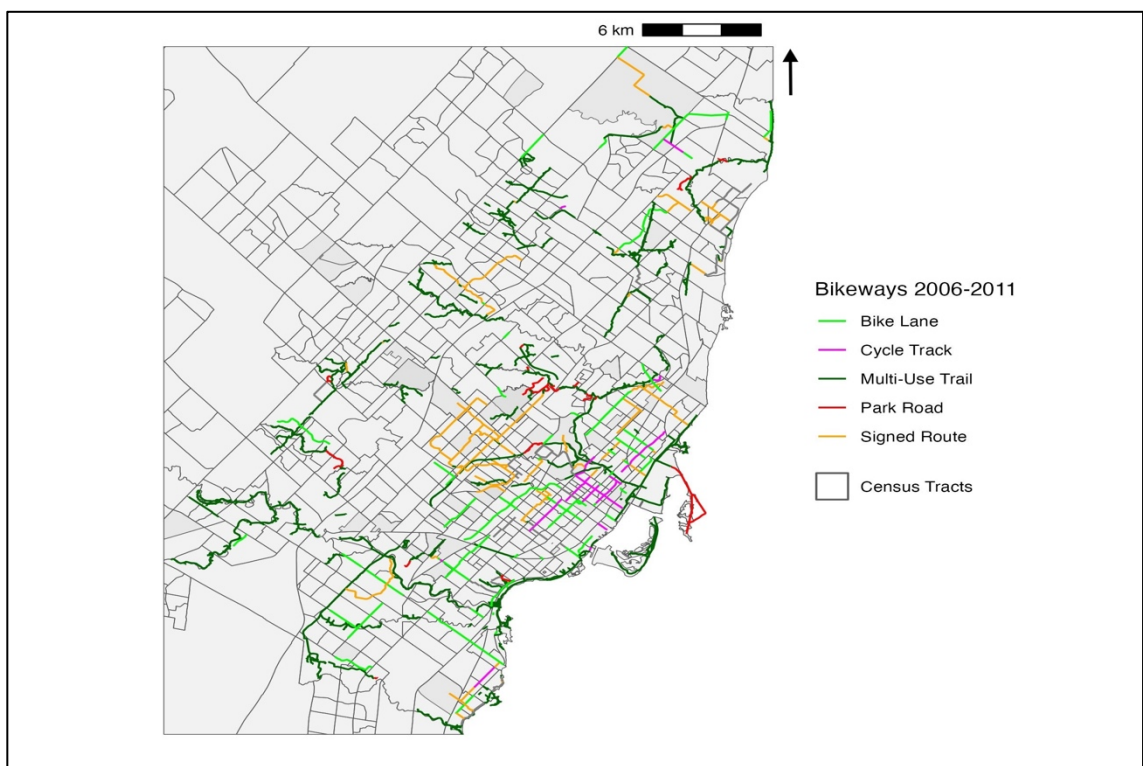 6 km
Bikeways 2006-2011
Bike Lane
Cycle Track
Multi-Use Trail
Park Road
Signed Route
Census Tracts